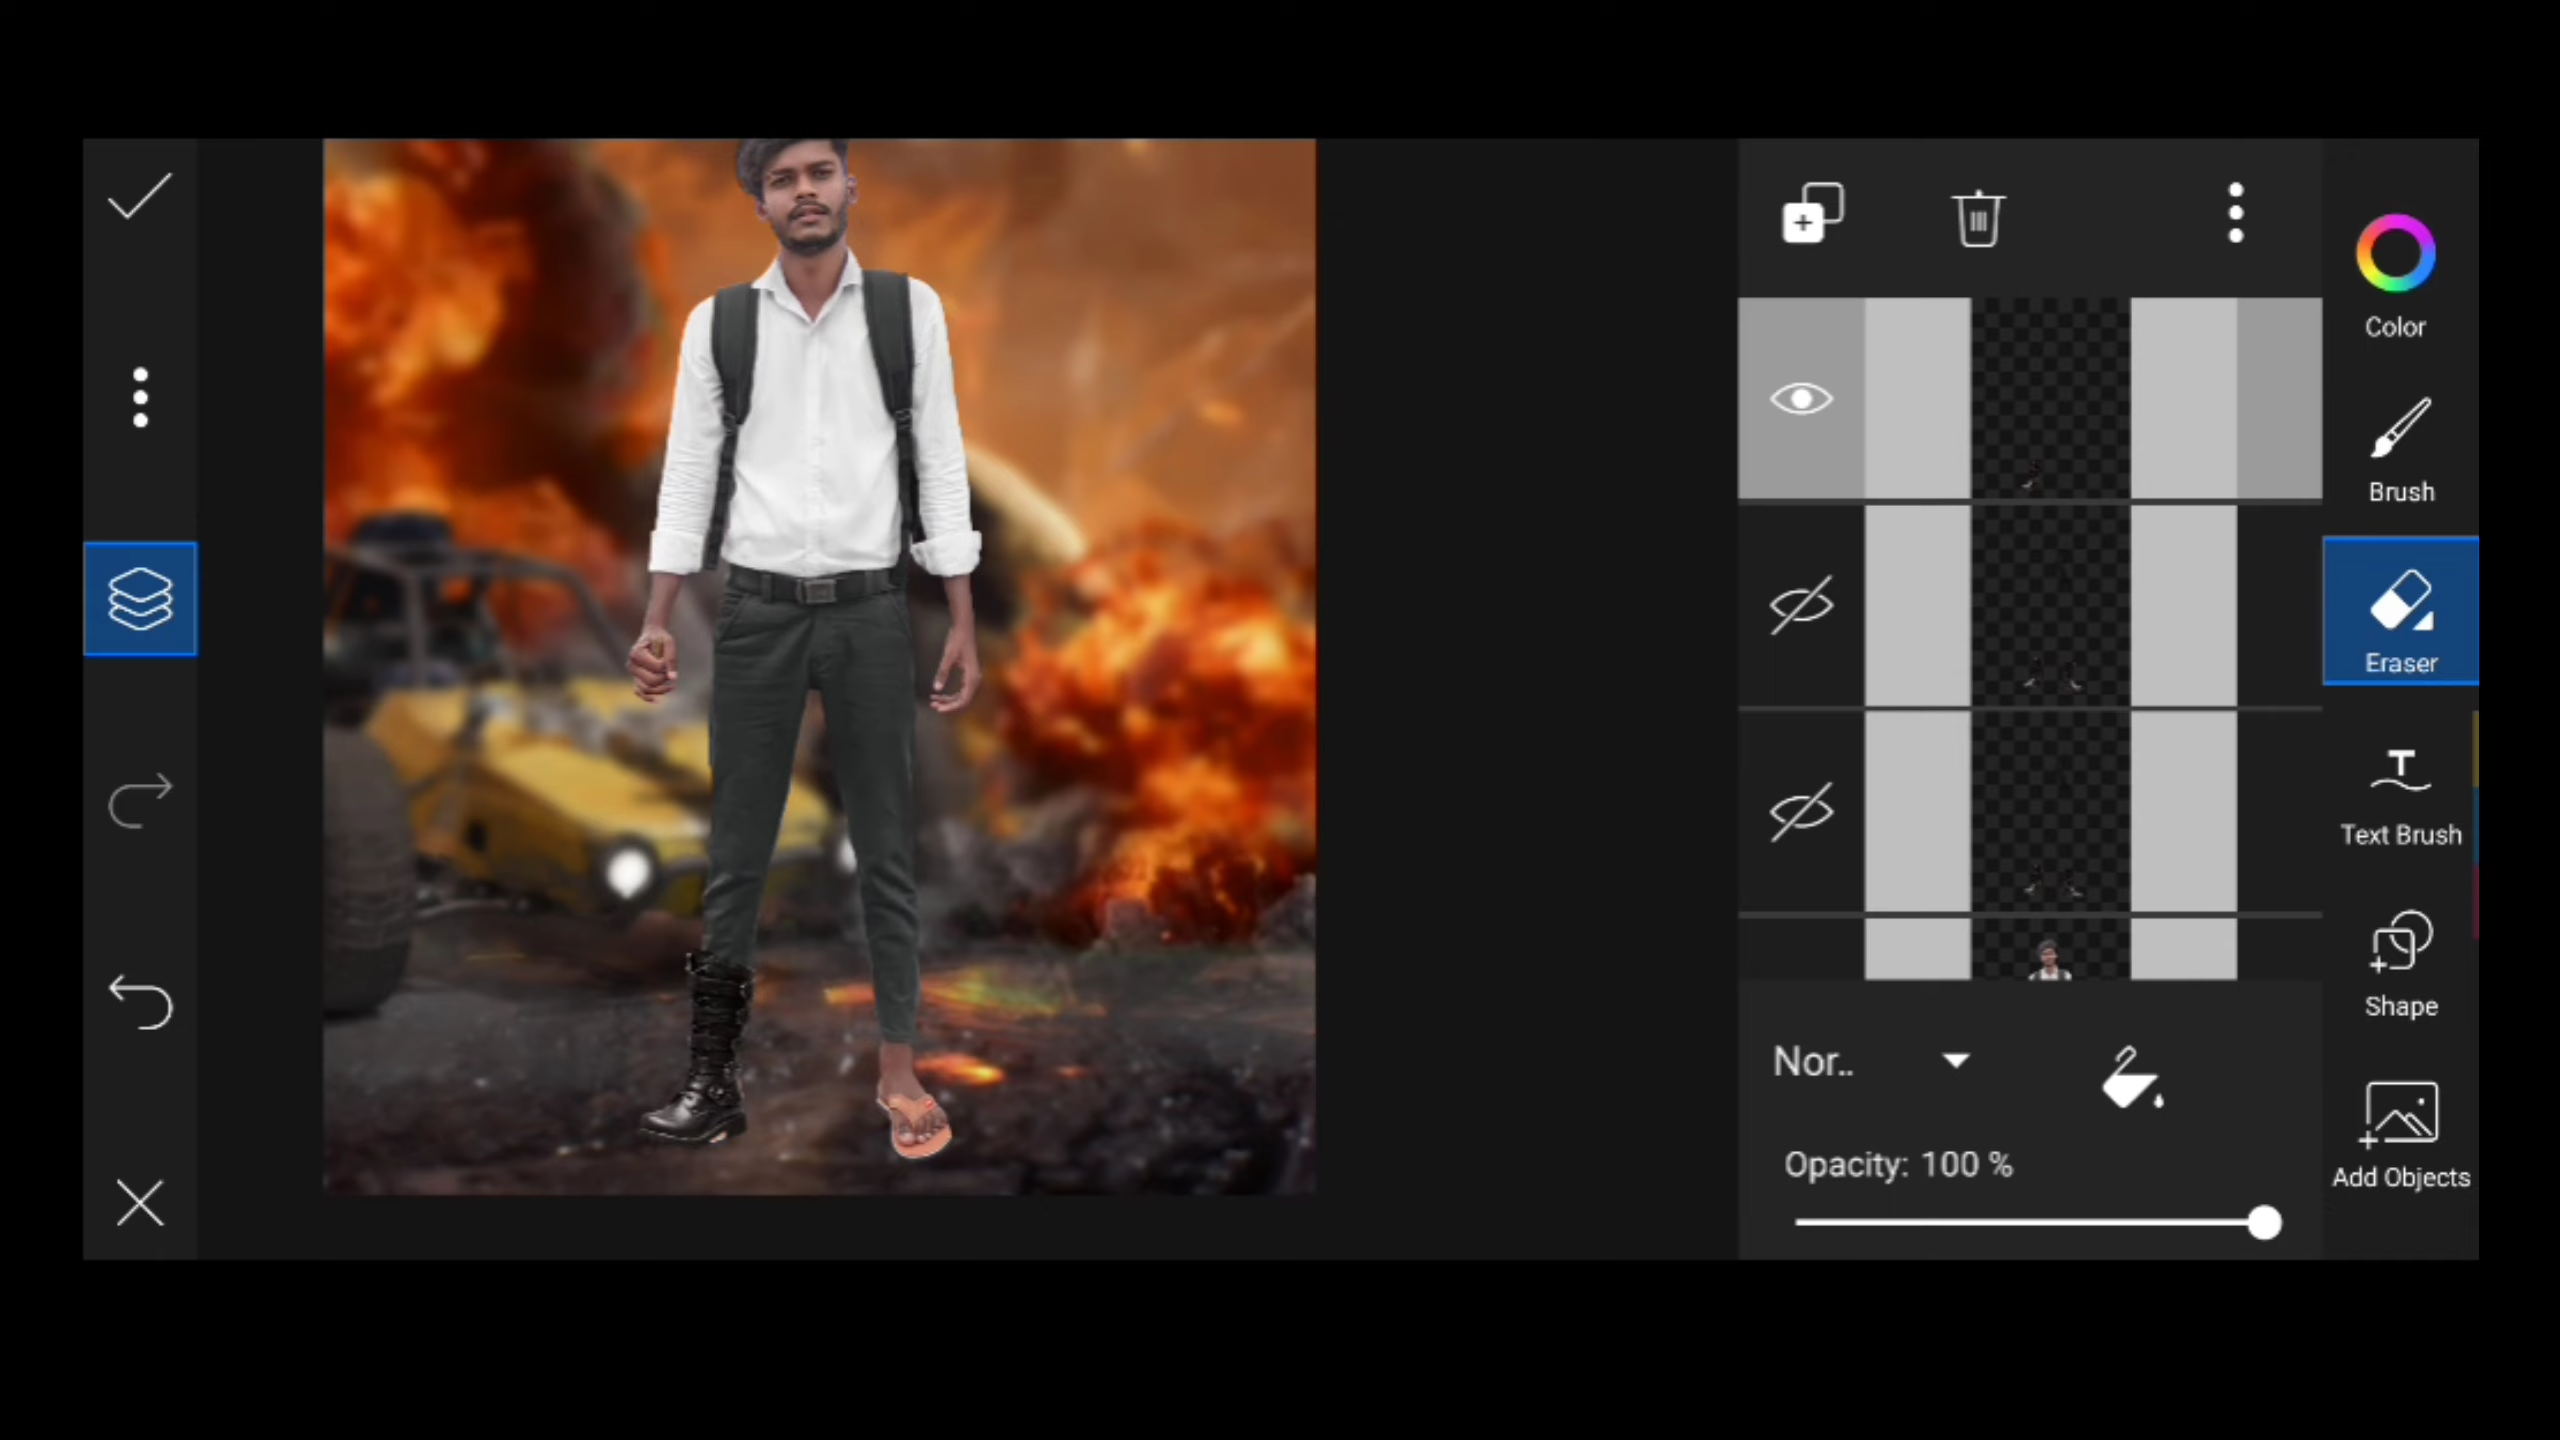 Color
Brush
Eraser
Text Brush
Shape
Add Objects
Nor..
Opacity: 100 %